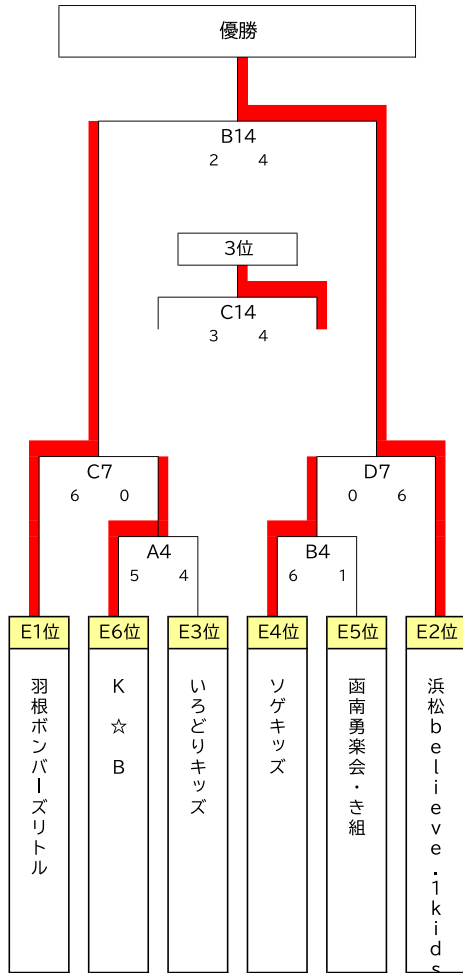 優勝
B14
2 4
3位
C14
3 4
C7
6 0
D7
0 6
A4
5 4
B4
6 1
E1位 E6位 E3位 E4位 E5位 E2位
羽根ボンバーズリトル
K☆B
いろどりキッズ
ソゲキッズ
函南勇楽会・き組
浜松believe.1kids